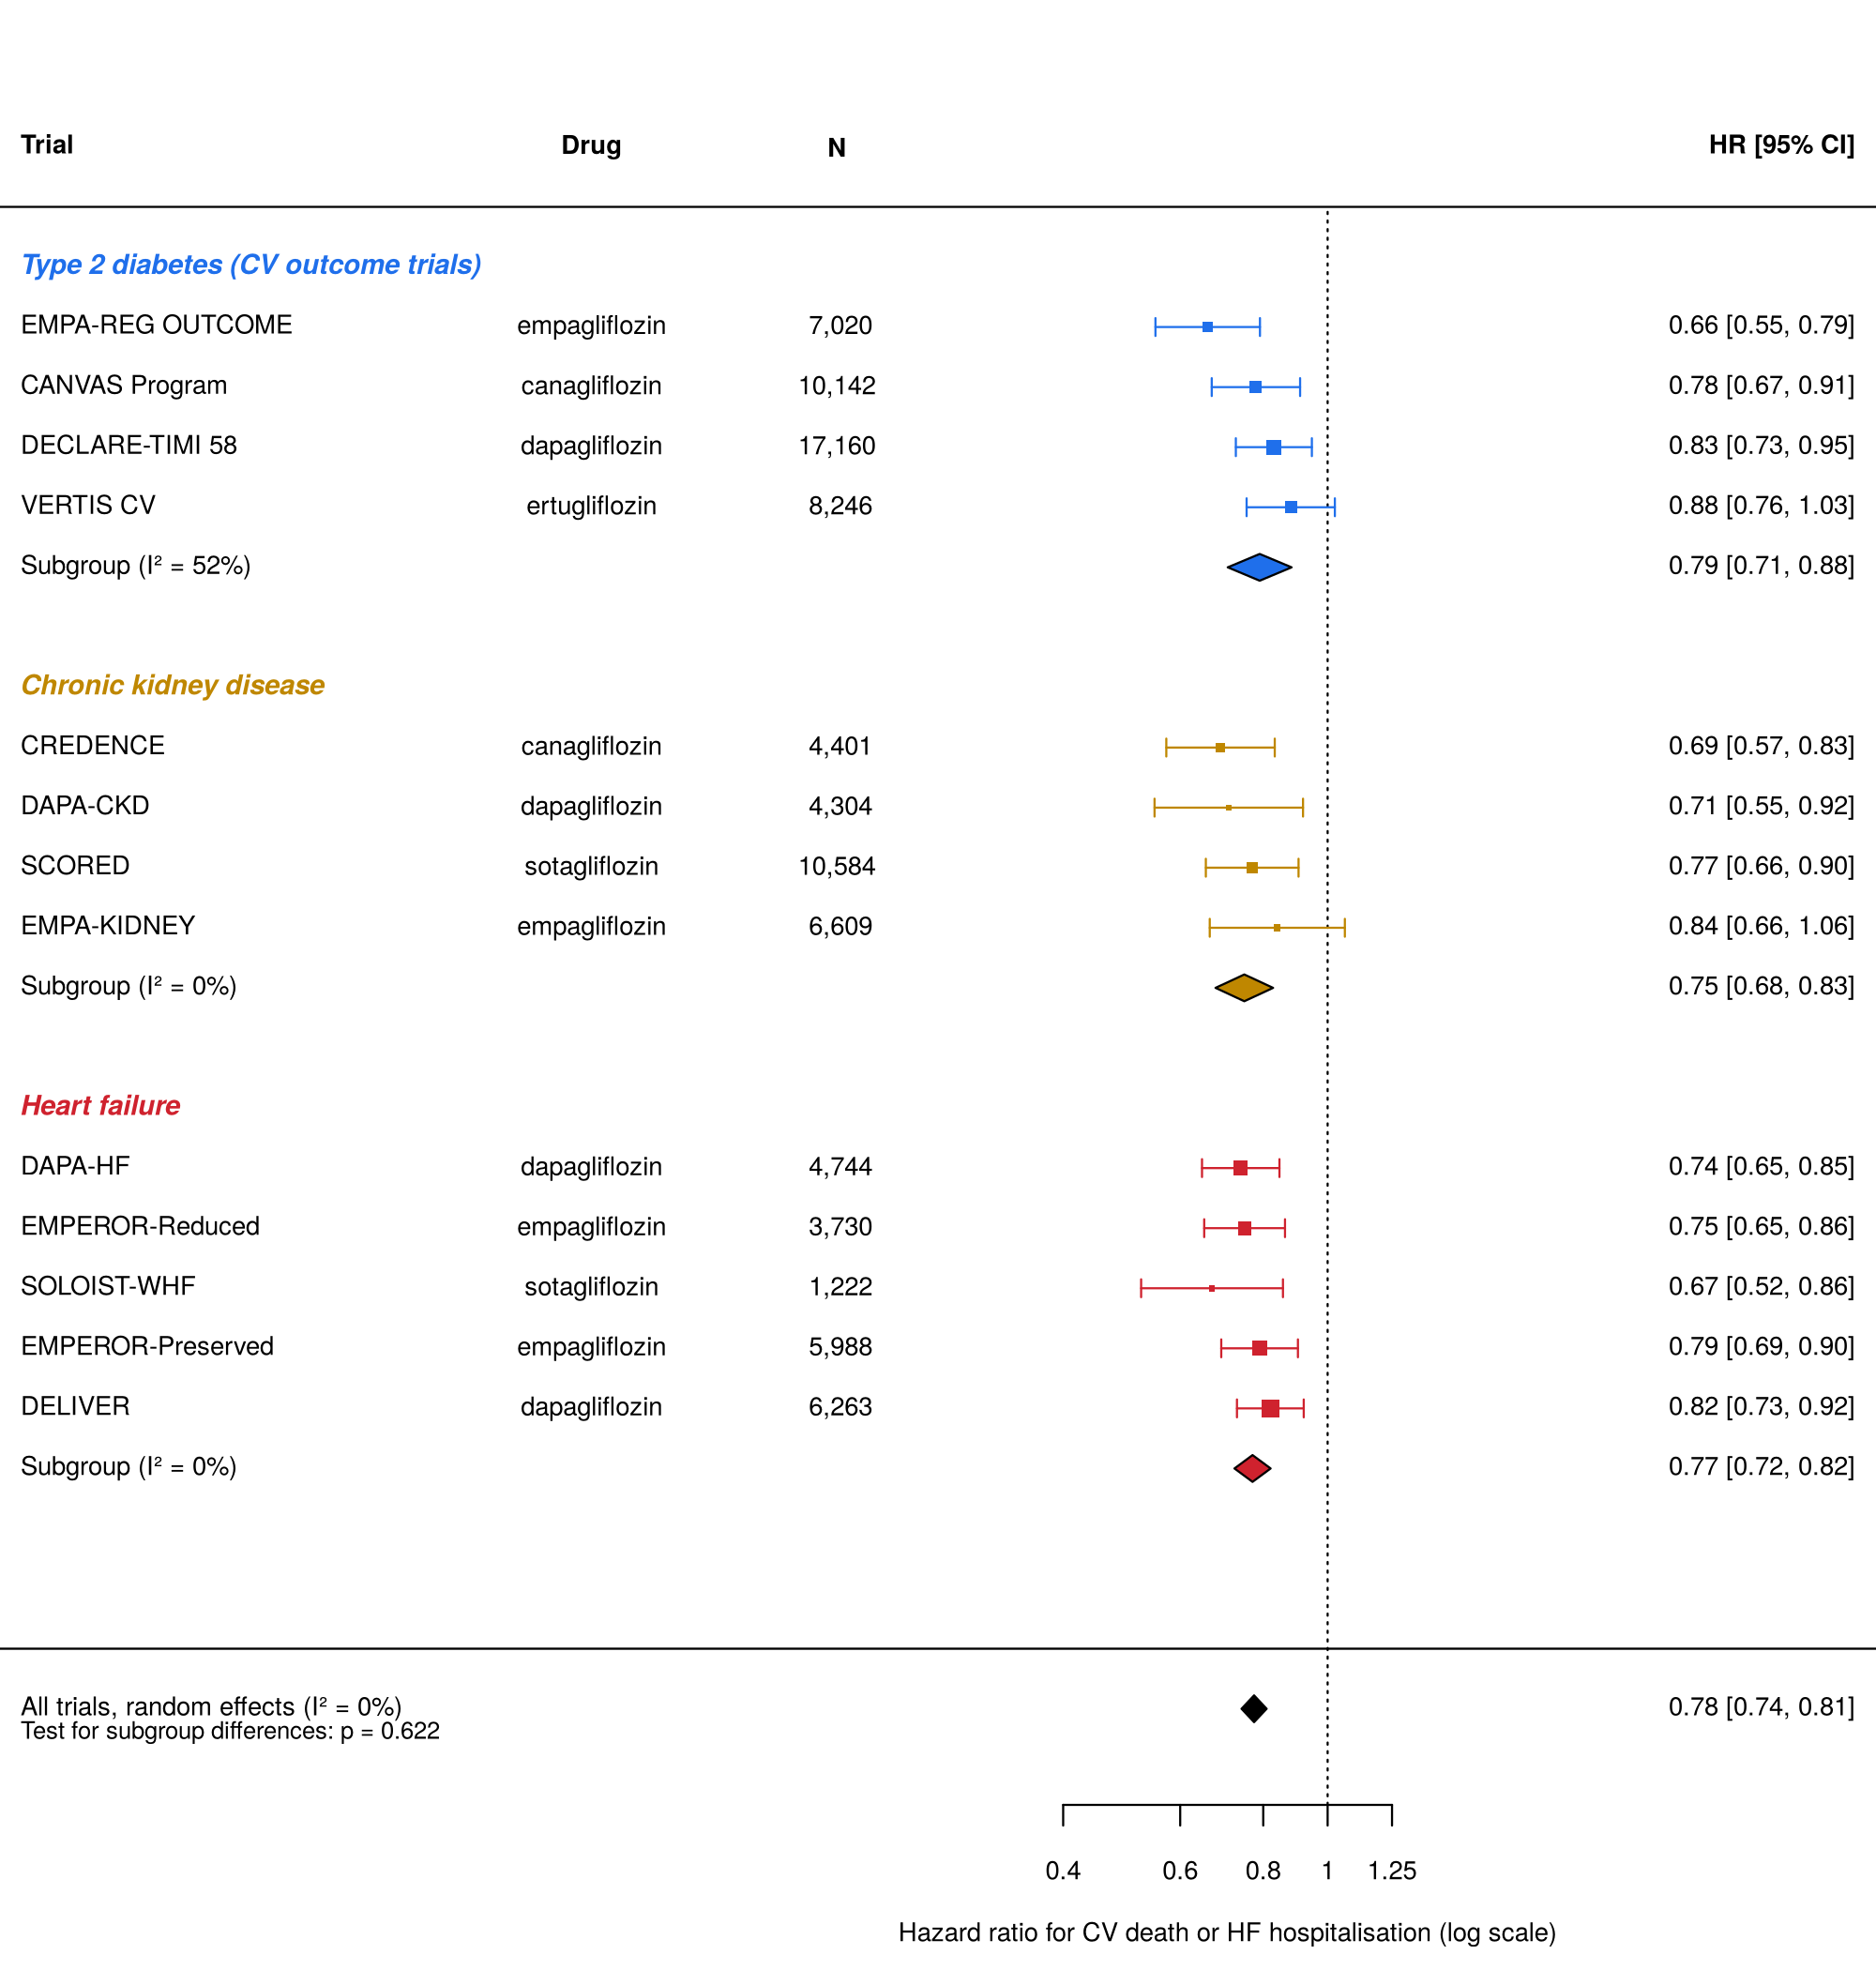 Trial Drug N HR [95% CI]
Type 2 diabetes (CV outcome trials)
EMPA-REG OUTCOME empagliflozin 7,020 0.66 [0.55, 0.79]
CANVAS Program canagliflozin 10,142 0.78 [0.67, 0.91]
DECLARE-TIMI 58 dapagliflozin 17,160 0.83 [0.73, 0.95]
VERTIS CV ertugliflozin 8,246 0.88 [0.76, 1.03]
Subgroup (I² = 52%) 0.79 [0.71, 0.88]
Chronic kidney disease
CREDENCE canagliflozin 4,401 0.69 [0.57, 0.83]
DAPA-CKD dapagliflozin 4,304 0.71 [0.55, 0.92]
SCORED sotagliflozin 10,584 0.77 [0.66, 0.90]
EMPA-KIDNEY empagliflozin 6,609 0.84 [0.66, 1.06]
Subgroup (I² = 0%) 0.75 [0.68, 0.83]
Heart failure
DAPA-HF dapagliflozin 4,744 0.74 [0.65, 0.85]
EMPEROR-Reduced empagliflozin 3,730 0.75 [0.65, 0.86]
SOLOIST-WHF sotagliflozin 1,222 0.67 [0.52, 0.86]
EMPEROR-Preserved empagliflozin 5,988 0.79 [0.69, 0.90]
DELIVER dapagliflozin 6,263 0.82 [0.73, 0.92]
Subgroup (I² = 0%) 0.77 [0.72, 0.82]
All trials, random effects (I² = 0%) 0.78 [0.74, 0.81]
Test for subgroup differences: p = 0.622
0.4 0.6 0.8 1 1.25
Hazard ratio for CV death or HF hospitalisation (log scale)